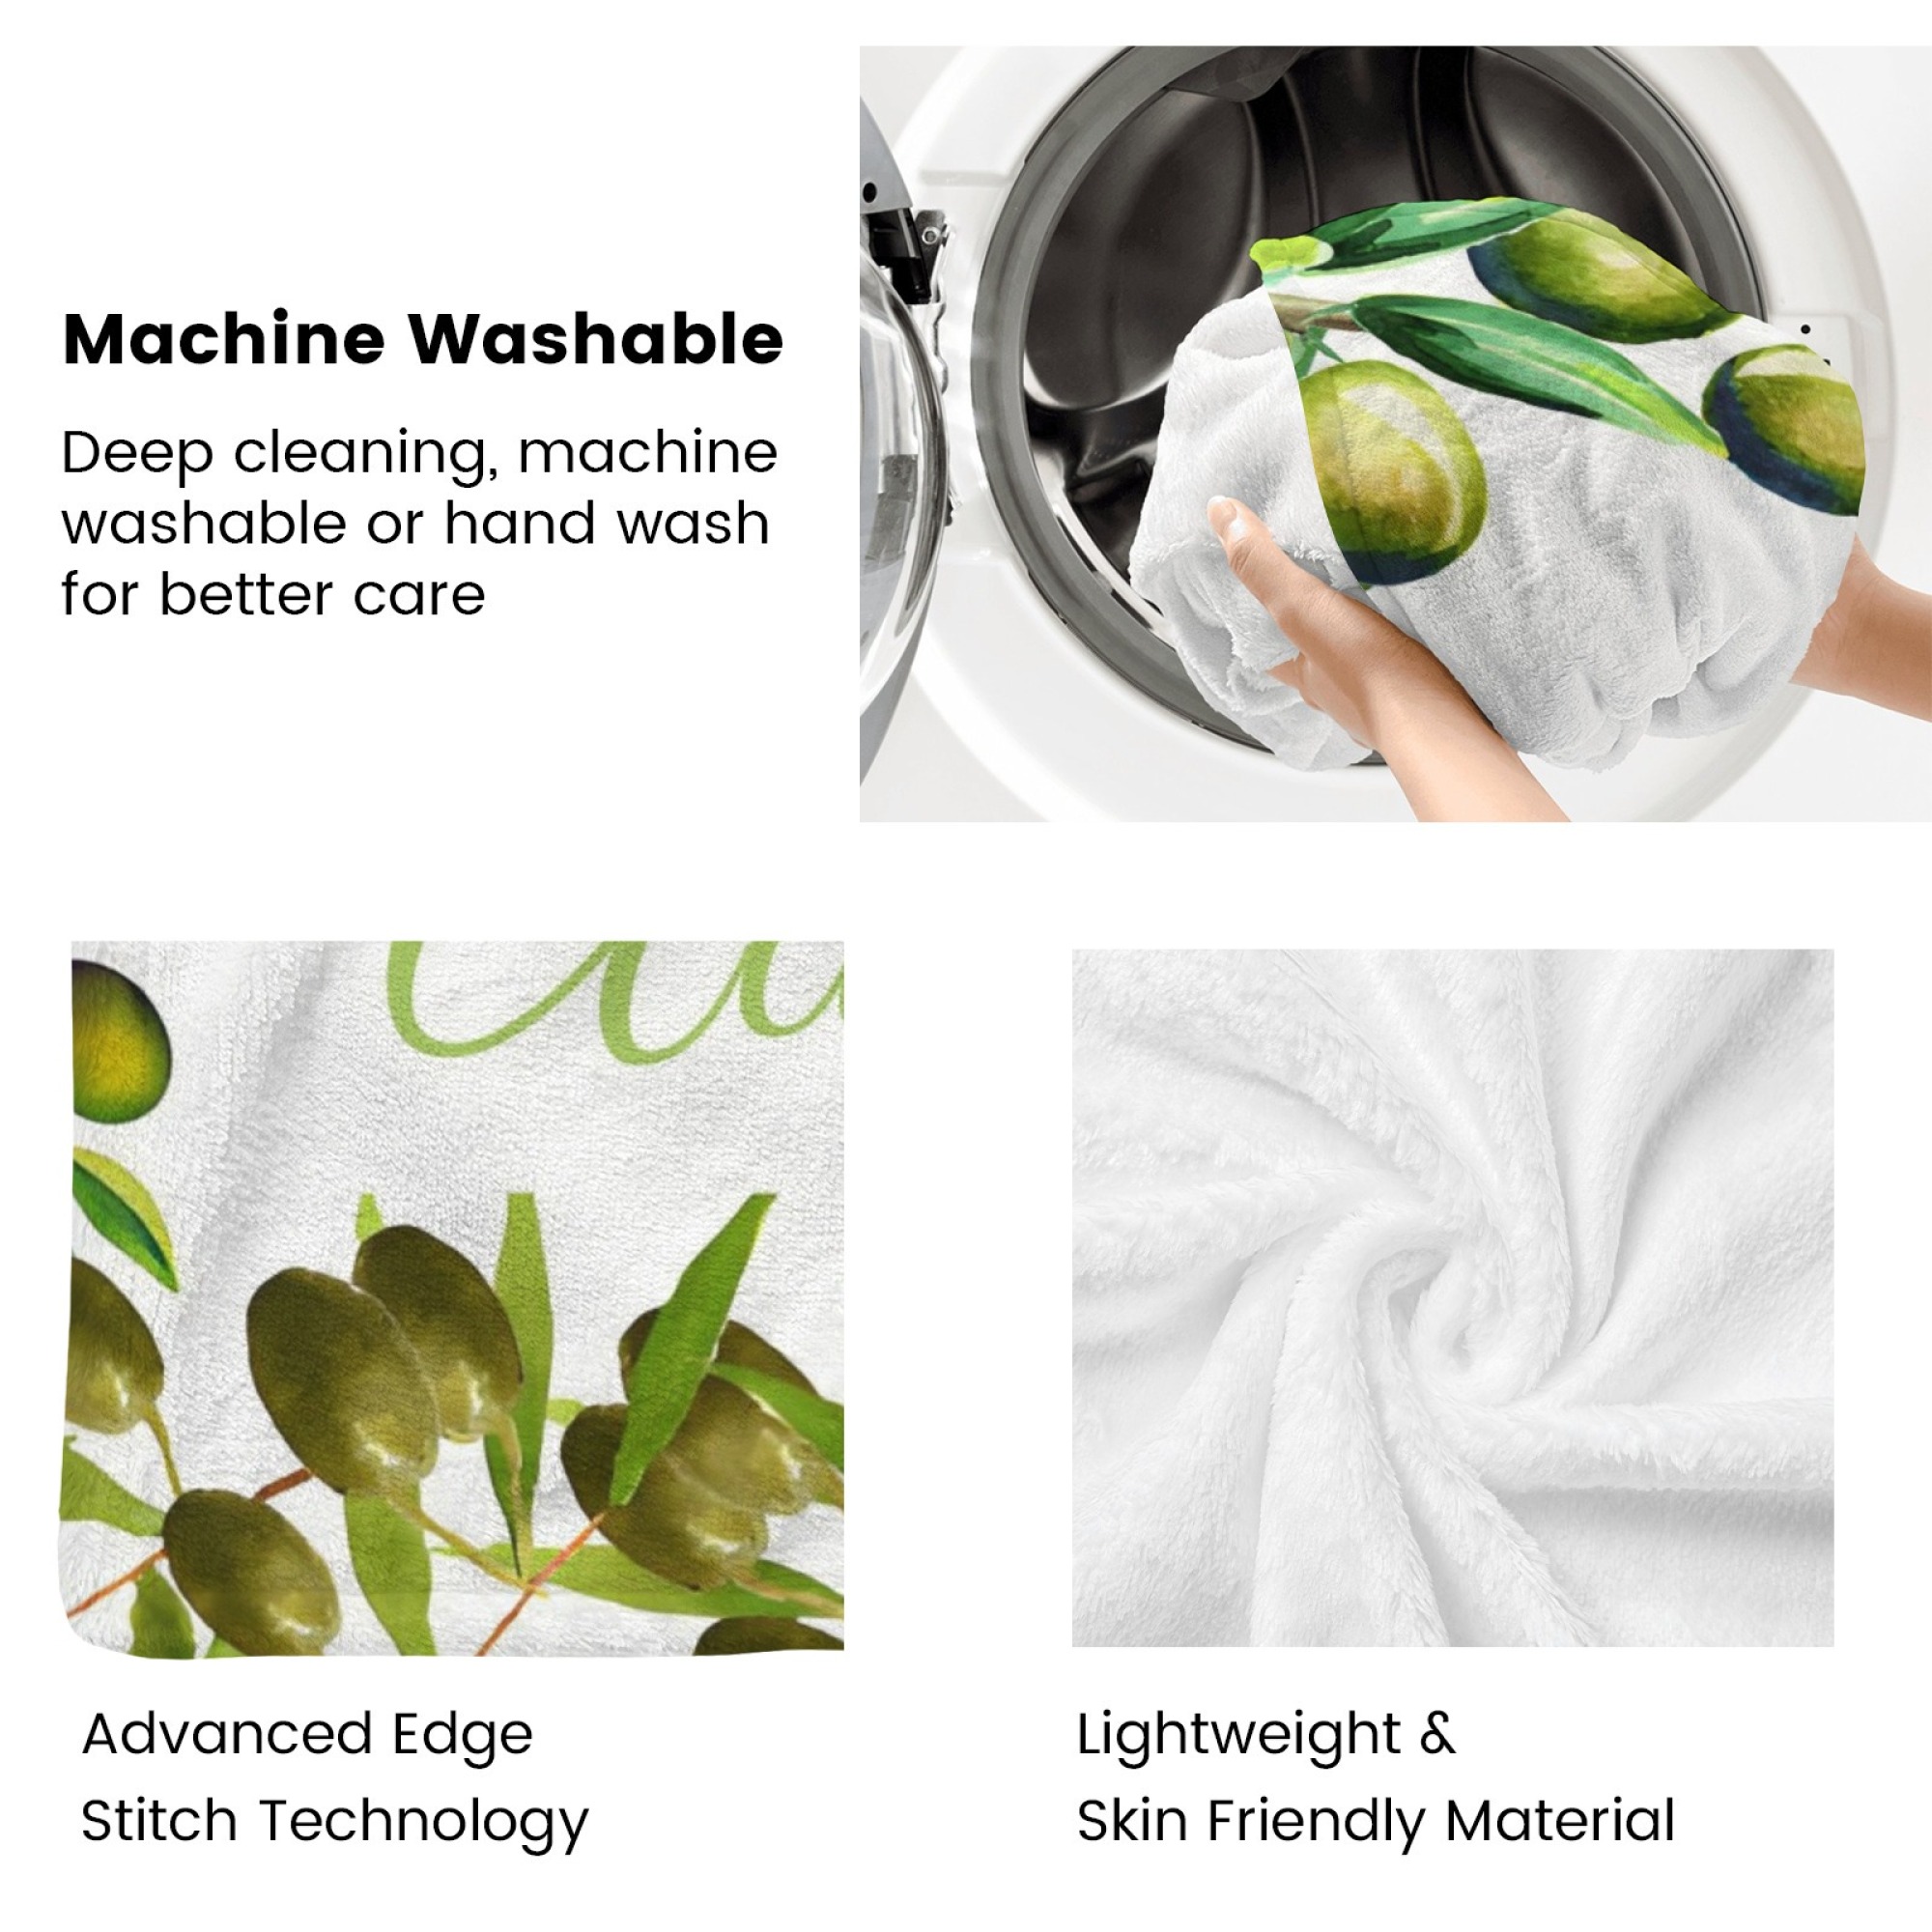 Machine Washable
Deep cleaning, machine
washable or hand wash
for better care
Advanced Edge
Stitch Technology
Lightweight &
Skin Friendly Material